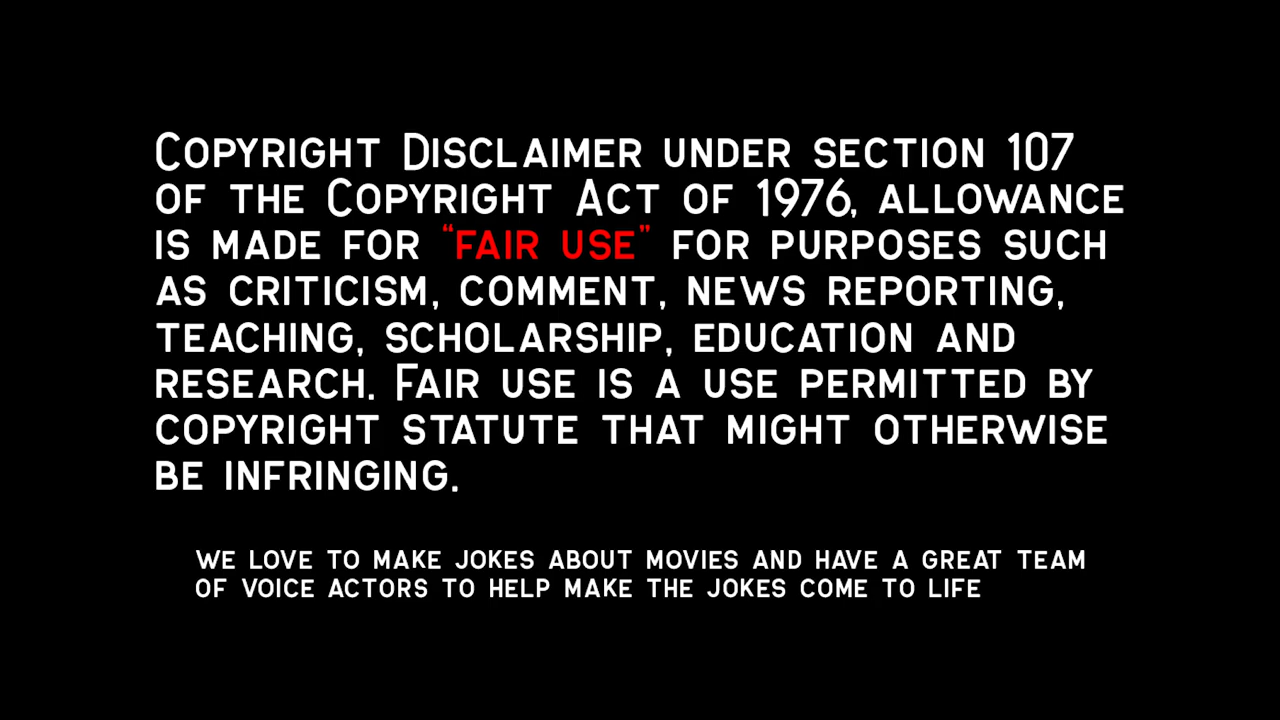 Copyright Disclaimer under section 107
of the Copyright Act of 1976, allowance
is made for “fair use” for purposes such
as criticism, comment, news reporting,
teaching, scholarship, education and
research. Fair use is a use permitted by
copyright statute that might otherwise
be infringing.
we love to make jokes about movies and have a great team
of voice actors to help make the jokes come to life